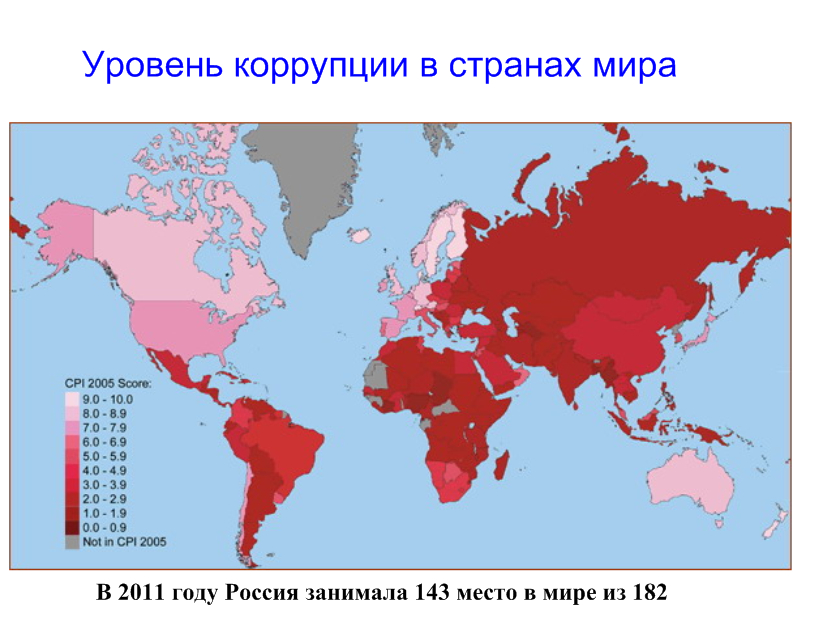 Уровень коррупции в странах мира
CPI 2005 Score:
9.0 - 10.0
8.0 - 8.9
7.0 - 7.9
6.0 - 6.9
5.0 - 5.9
4.0 - 4.9
3.0 - 3.9
2.0 - 2.9
1.0 - 1.9
0.0 - 0.9
Not in CPI 2005
В 2011 году Россия занимала 143 место в мире из 182